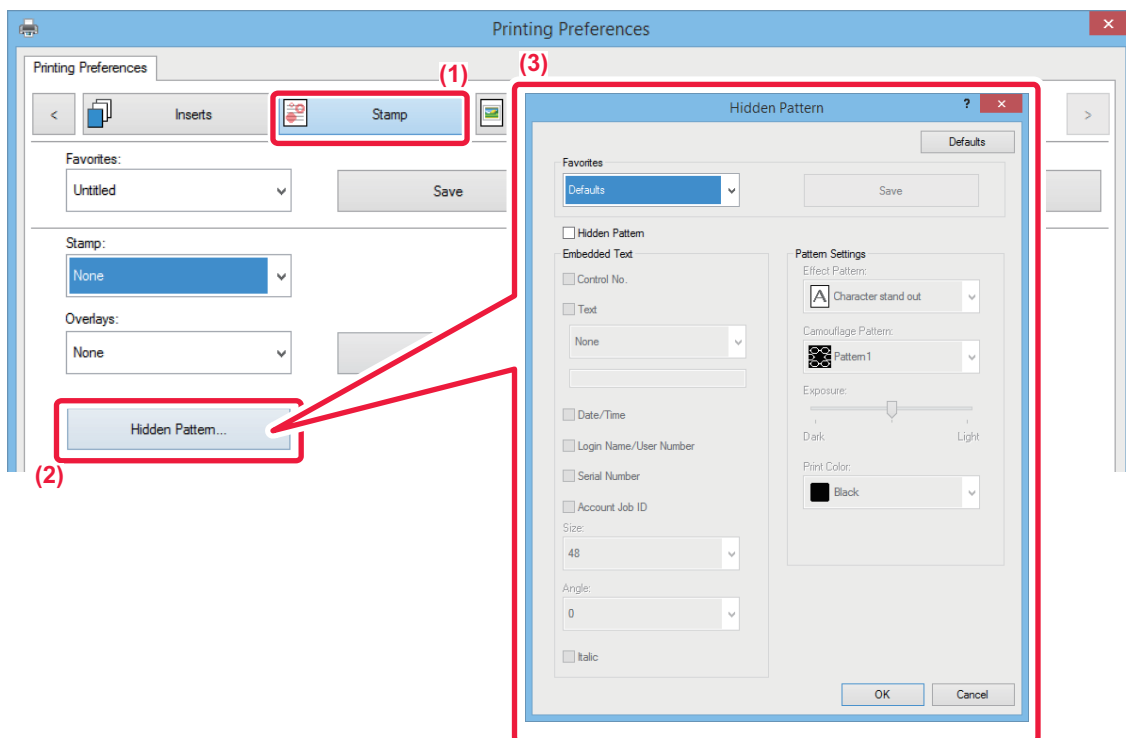 Printing Preferences
Printing Preferences
(1)
(3)
<
Inserts
Stamp
>
Favorites:
Untitled
Save
Stamp:
None
Overlays:
None
Hidden Pattern...
(2)
Hidden Pattern
?
Defaults
Favorites
Defaults
Save
Hidden Pattern
Embedded Text
Control No.
Text
None
Date/Time
Login Name/User Number
Serial Number
Account Job ID
Size:
48
Angle:
0
Italic
Pattern Settings
Effect Pattern:
A Character stand out
Camouflage Pattern:
Pattern1
Exposure:
Dark Light
Print Color:
Black
OK Cancel